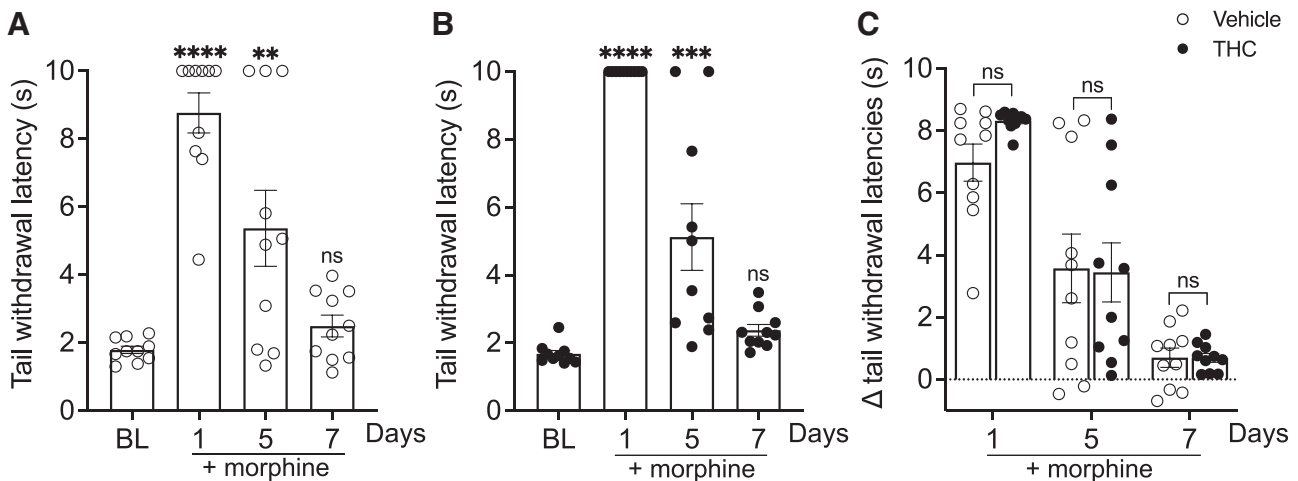 A
Tail withdrawal latency (s)
10
8
6
4
2
0
****
**
ns
BL
1
5
7
Days
+ morphine
B
Tail withdrawal latency (s)
10
8
6
4
2
0
****
***
ns
BL
1
5
7
Days
+ morphine
C
Vehicle
THC
Δ tail withdrawal latencies (s)
10
8
6
4
2
0
ns
ns
ns
1
5
7
Days
+ morphine